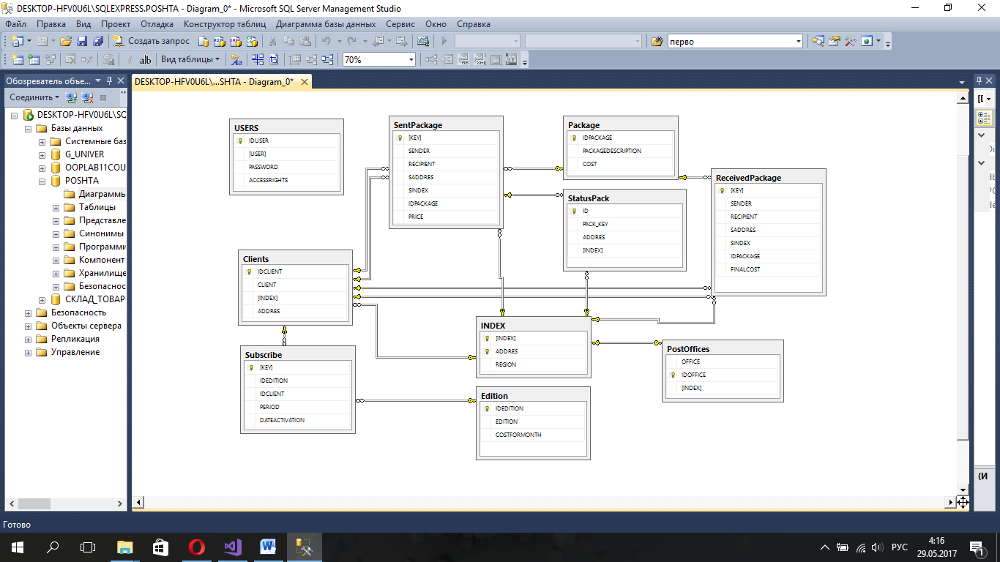 DESKTOP-HFV0U6L\SQLEXPRESS.POSHTA - Diagram_0* - Microsoft SQL Server Management Studio
Файл Правка Вид Проект Отладка Конструктор таблиц Диаграмма базы данных Сервис Окно Справка
Создать запрос
перво
Вид таблицы
70%
Обозреватель объе...
Соединить
DESKTOP-HFV0U6L\SC
Базы данных
Системные баз
G_UNIVER
OOPLAB11COU
POSHTA
Диаграммы
Таблицы
Представле
Синонимы
Программи
Компонент
Хранилище
Безопаснос
СКЛАД_ТОВАР
Безопасность
Объекты сервера
Репликация
Управление
DESKTOP-HFV0U6L\...SHTA - Diagram_0*
USERS
IDUSER
[USER]
PASSWORD
ACCESSRIGHTS
SentPackage
[KEY]
SENDER
RECIPIENT
SADDRES
SINDEX
IDPACKAGE
PRICE
Package
IDPACKAGE
PACKAGEDESCRIPTION
COST
ReceivedPackage
[KEY]
SENDER
RECIPIENT
SADDRES
SINDEX
IDPACKAGE
FINALCOST
StatusPack
ID
PACK_KEY
ADDRES
[INDEX]
Clients
IDCLIENT
CLIENT
[INDEX]
ADDRES
INDEX
[INDEX]
ADDRES
REGION
PostOffices
OFFICE
IDOFFICE
[INDEX]
Subscribe
[KEY]
IDEDITION
IDCLIENT
PERIOD
DATEACTIVATION
Edition
IDEDITION
EDITION
COSTFORMONTH
(И
Готово
РУС
4:16
29.05.2017
1